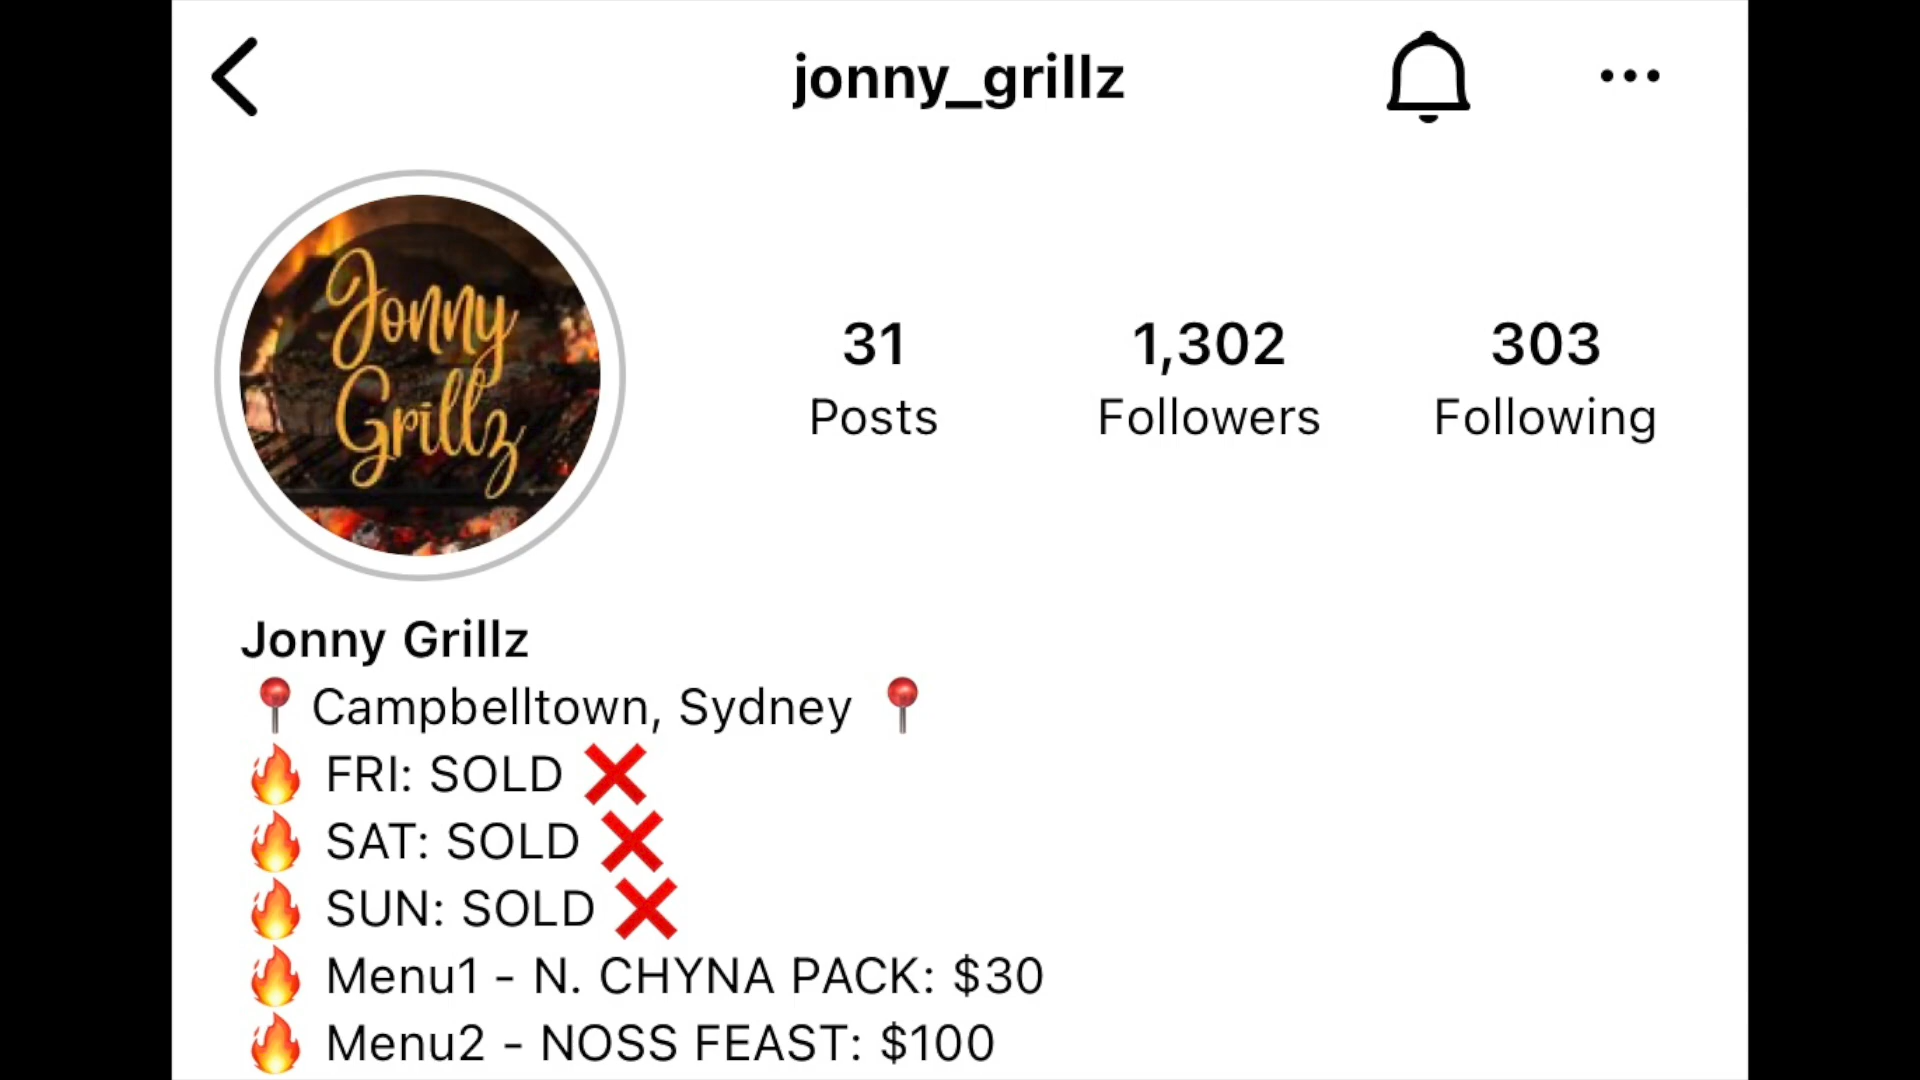 jonny_grillz
Jonny
Grillz
31 1,302 303
Posts Followers Following
Jonny Grillz
📍 Campbelltown, Sydney 📍
🔥 FRI: SOLD ❌
🔥 SAT: SOLD ❌
🔥 SUN: SOLD ❌
🔥 Menu1 - N. CHYNA PACK: $30
🔥 Menu2 - NOSS FEAST: $100